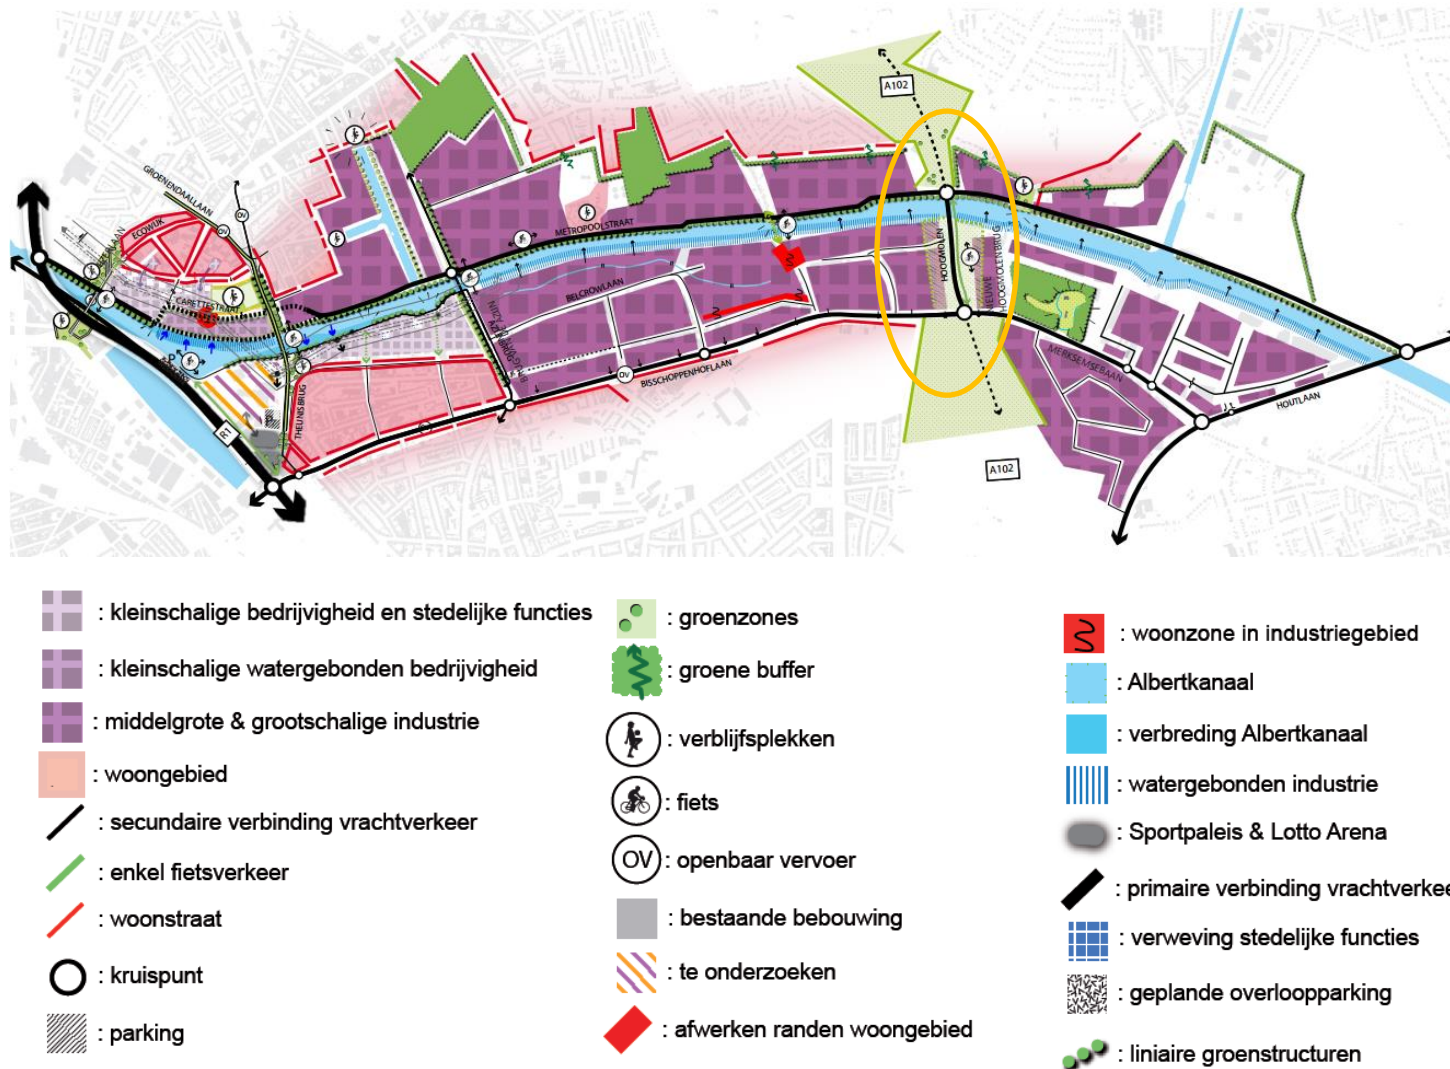 A102
GROENENDAALLAAN
OV
ECOWIJK
OV
METROPOOLSTRAAT
CARETTESTRAAT
HOOGMOLEN
NIEUWE
HOOGMOLENBRUG
BELCROWLAAN
MERKSEMSEBAAN
BISSCHOPPENHOFLAAN
OV
THEUNISBRUG
P
R1
HOUTLAAN
A102
: kleinschalige bedrijvigheid en stedelijke functies
: kleinschalige watergebonden bedrijvigheid
: middelgrote & grootschalige industrie
: woongebied
: secundaire verbinding vrachtverkeer
: enkel fietsverkeer
: woonstraat
: kruispunt
: parking
: groenzones
: groene buffer
: verblijfsplekken
: fiets
OV : openbaar vervoer
: bestaande bebouwing
: te onderzoeken
: afwerken randen woongebied
: woonzone in industriegebied
: Albertkanaal
: verbreding Albertkanaal
: watergebonden industrie
: Sportpaleis & Lotto Arena
: primaire verbinding vrachtverkee
: verweving stedelijke functies
: geplande overloopparking
: liniaire groenstructuren